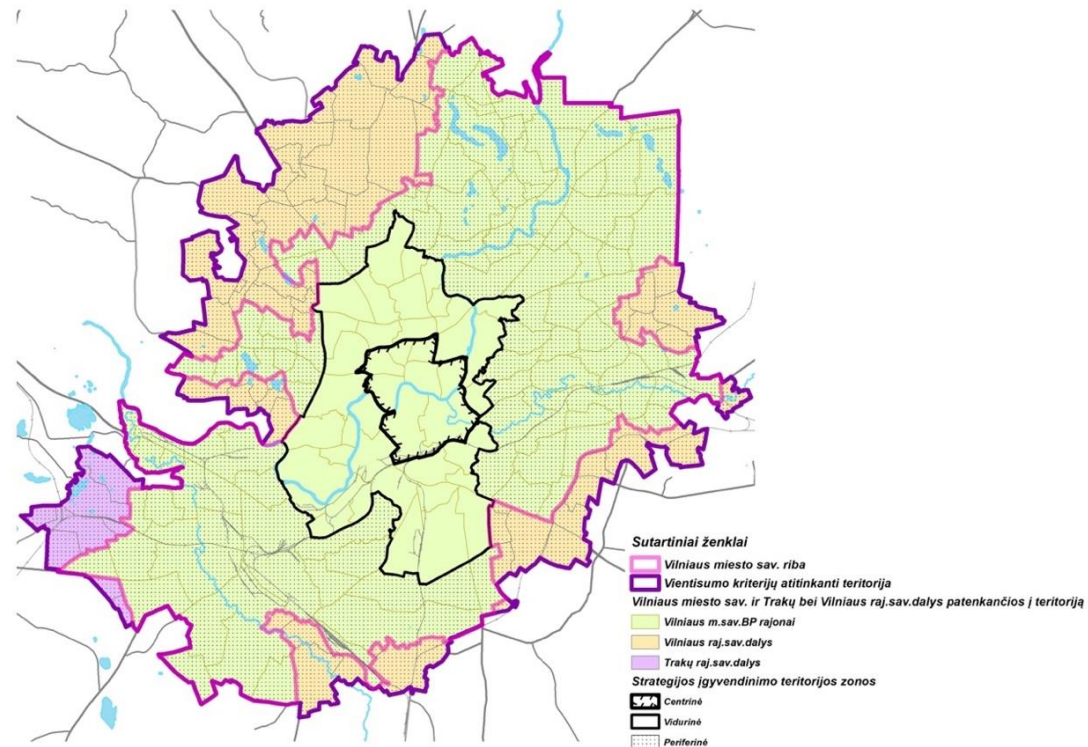 Sutartiniai ženklai
Vilniaus miesto sav. riba
Vientisumo kriterijų atitinkanti teritorija
Vilniaus miesto sav. ir Trakų bei Vilniaus raj.sav.dalys patenkančios į teritoriją
Vilniaus m.sav.BP rajonai
Vilniaus raj.sav.dalys
Trakų raj.sav.dalys
Strategijos įgyvendinimo teritorijos zonos
Centrinė
Vidurinė
Periferinė